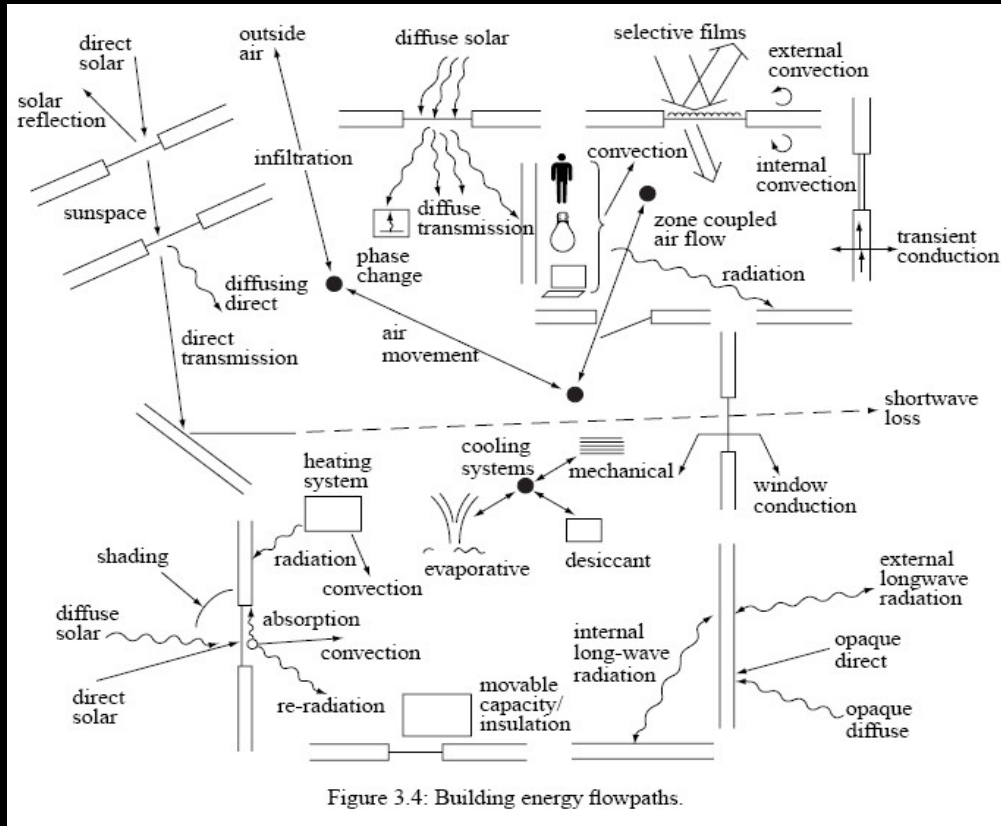 direct
solar
solar
reflection
outside
air
diffuse solar
selective films
external
convection
infiltration
convection
internal
convection
sunspace
diffuse
transmission
zone coupled
air flow
transient
conduction
phase
change
radiation
diffusing
direct
direct
transmission
air
movement
shortwave
loss
heating
system
cooling
systems
mechanical
window
conduction
radiation
convection
evaporative
desiccant
shading
absorption
diffuse
solar
convection
direct
solar
re-radiation
movable
capacity/
insulation
internal
long-wave
radiation
external
longwave
radiation
opaque
direct
opaque
diffuse
Figure 3.4: Building energy flowpaths.